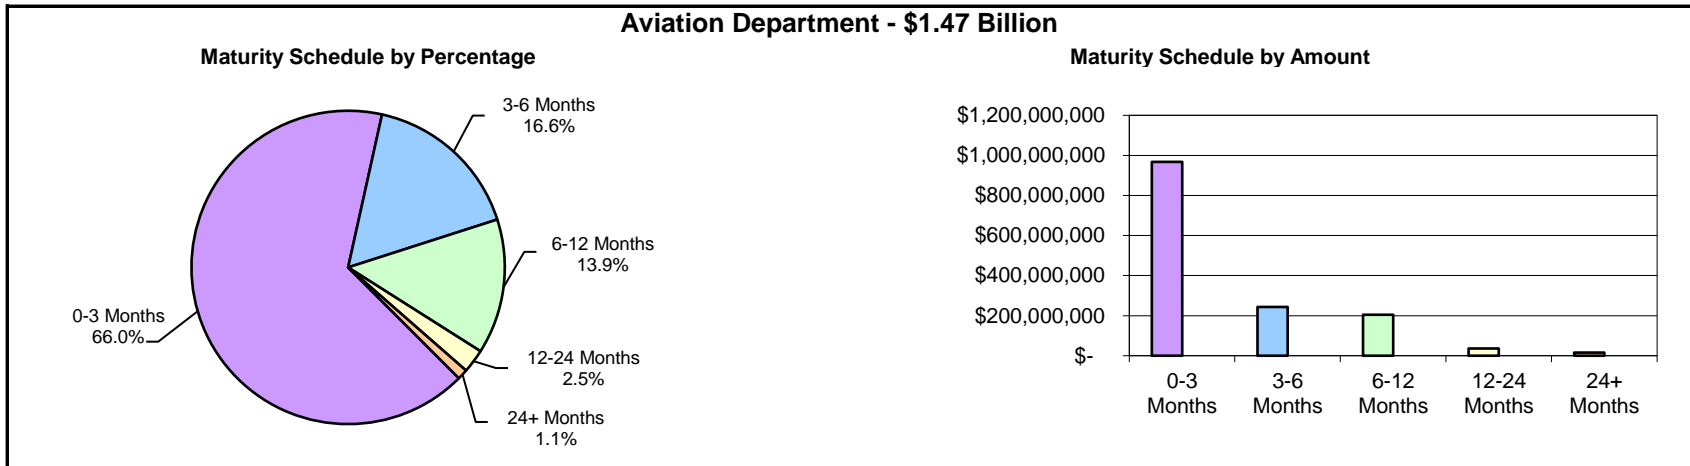 Aviation Department - $1.47 Billion
Maturity Schedule by Percentage
3-6 Months
16.6%
6-12 Months
13.9%
0-3 Months
66.0%
12-24 Months
2.5%
24+ Months
1.1%
Maturity Schedule by Amount
$1,200,000,000
$1,000,000,000
$800,000,000
$600,000,000
$400,000,000
$200,000,000
$-
0-3
Months
3-6
Months
6-12
Months
12-24
Months
24+
Months